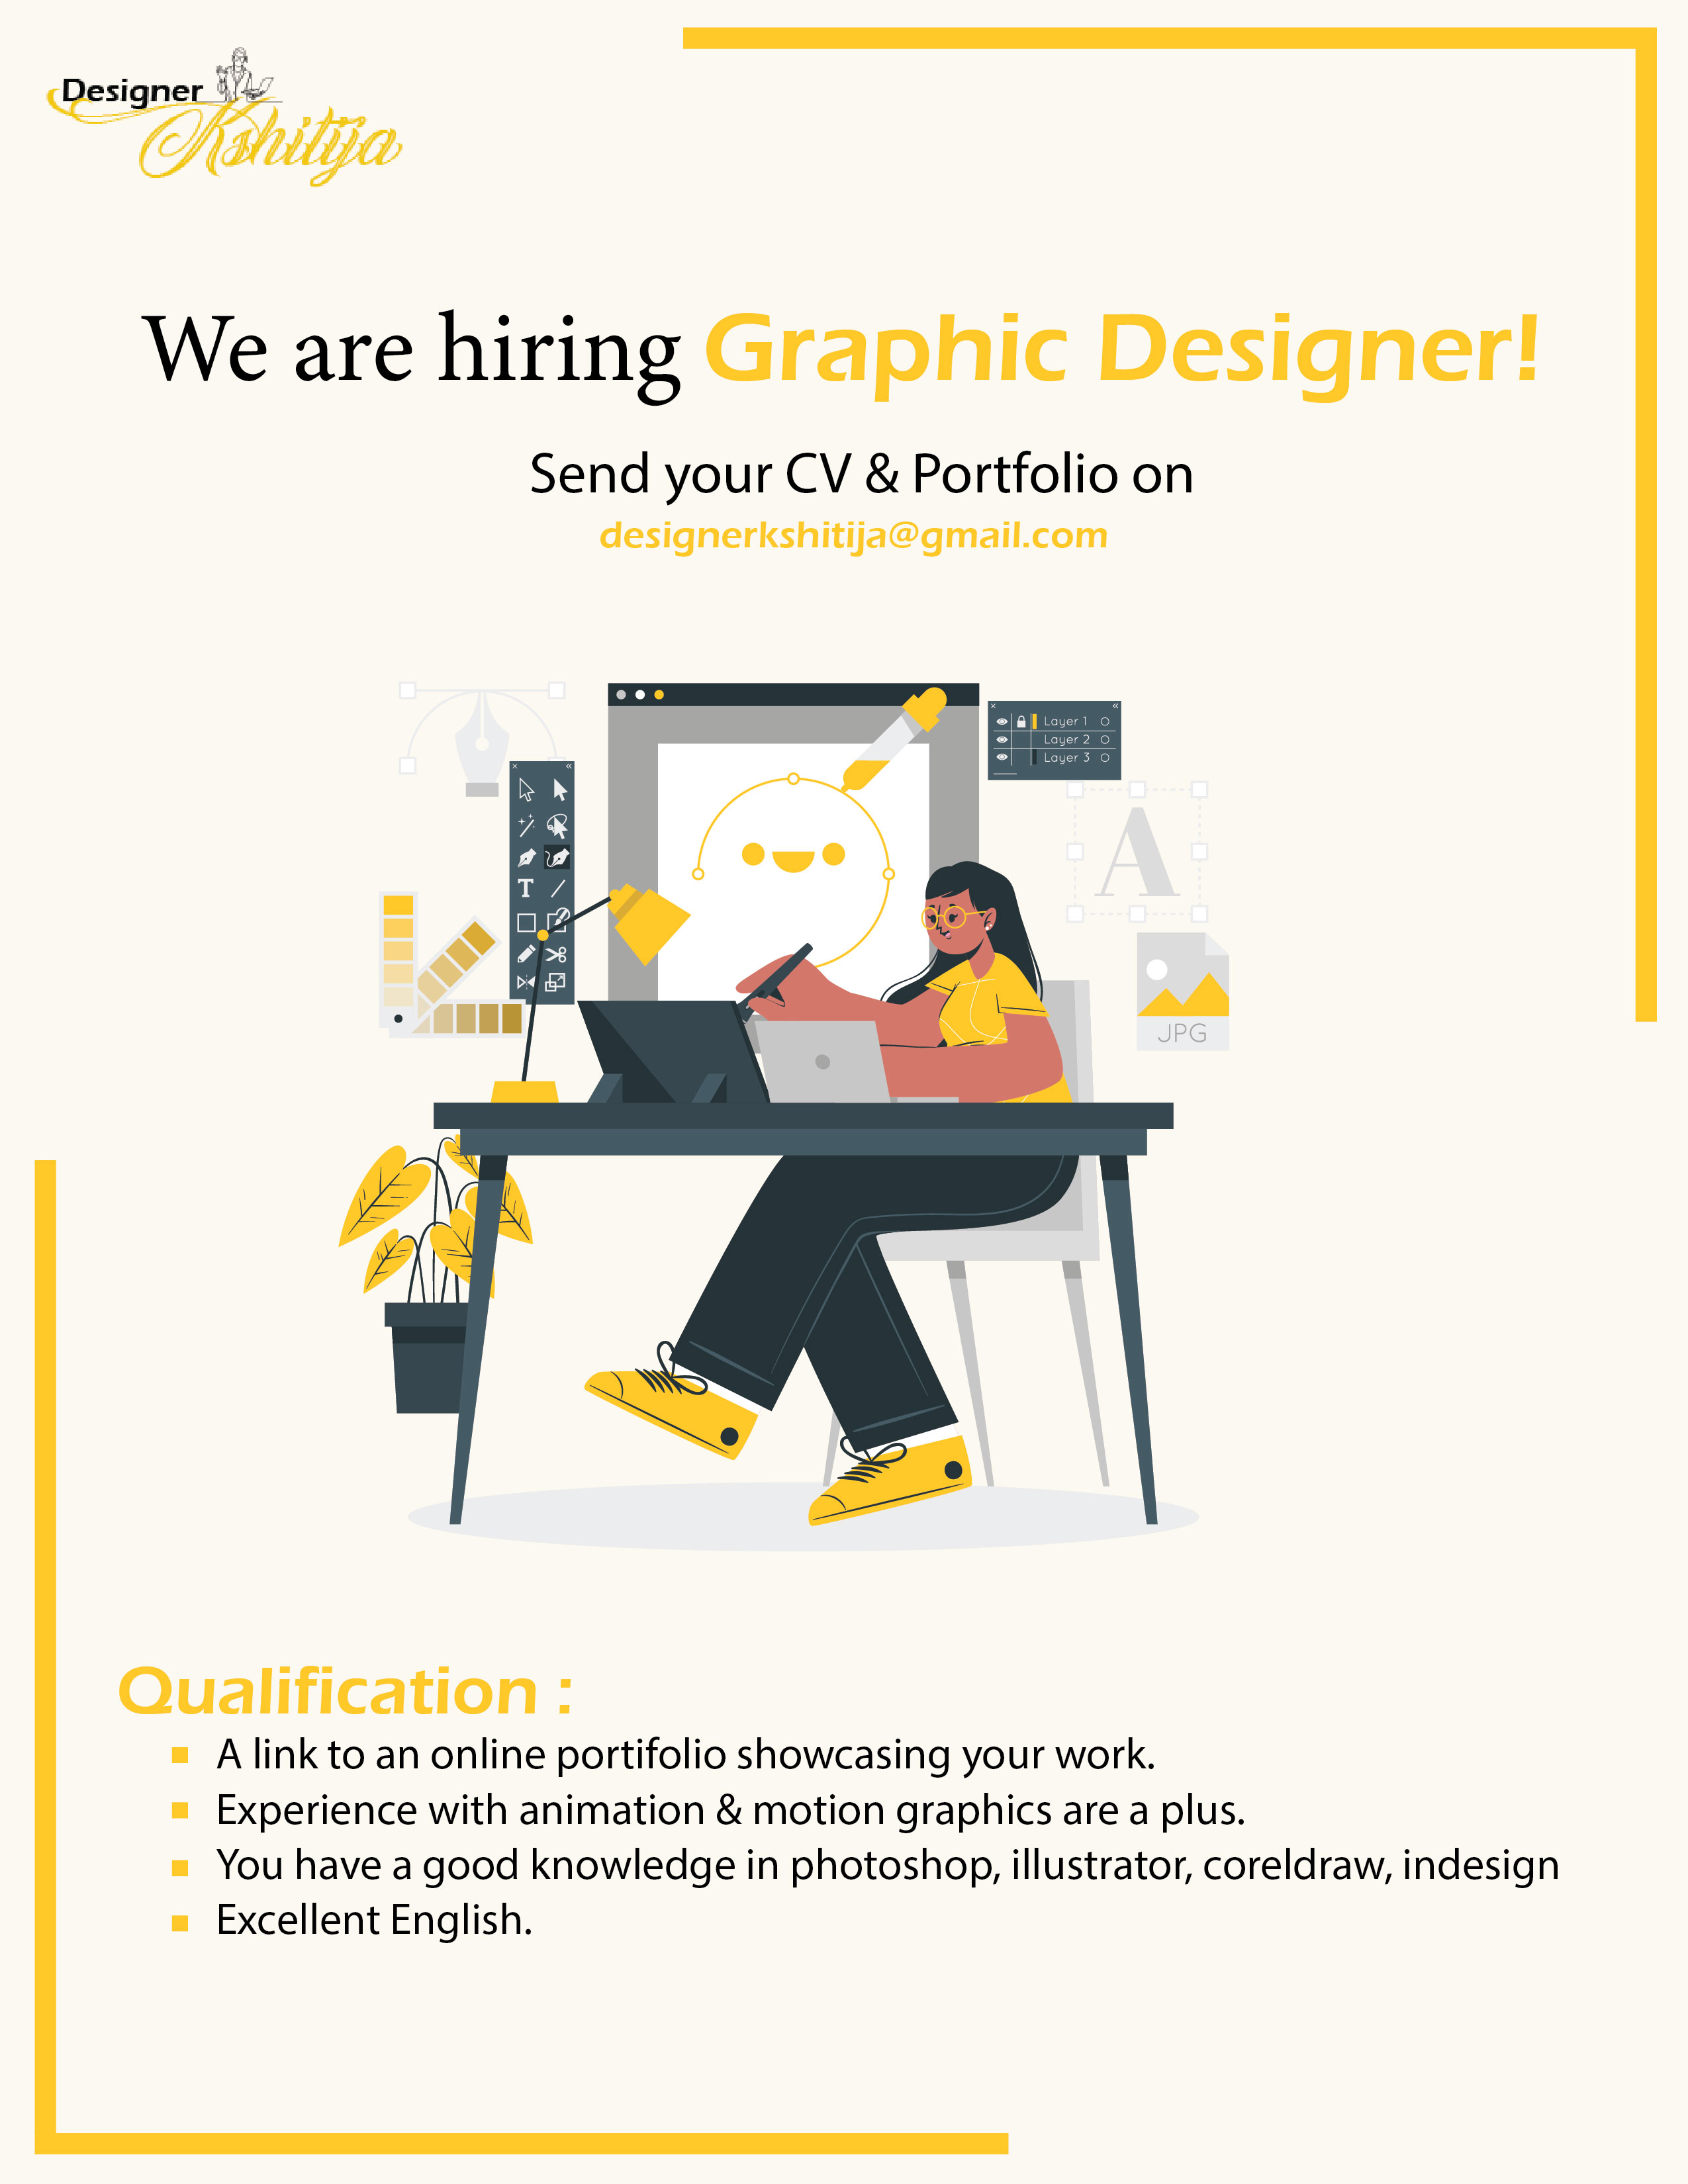 Designer
Kshitija
We are hiring Graphic Designer!
Send your CV & Portfolio on
designerkshitija@gmail.com
Layer 1
Layer 2
Layer 3
T
A
JPG
Qualification :
A link to an online portifolio showcasing your work.
Experience with animation & motion graphics are a plus.
You have a good knowledge in photoshop, illustrator, coreldraw, indesign
Excellent English.